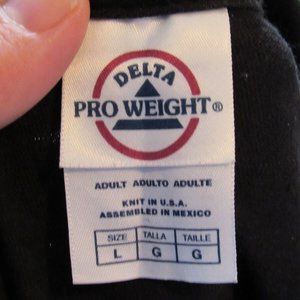 DELTA
PRO WEIGHT®
ADULT ADULTO ADULTE
KNIT IN U.S.A.
ASSEMBLED IN MEXICO
SIZE TALLA TAILLE
L G G